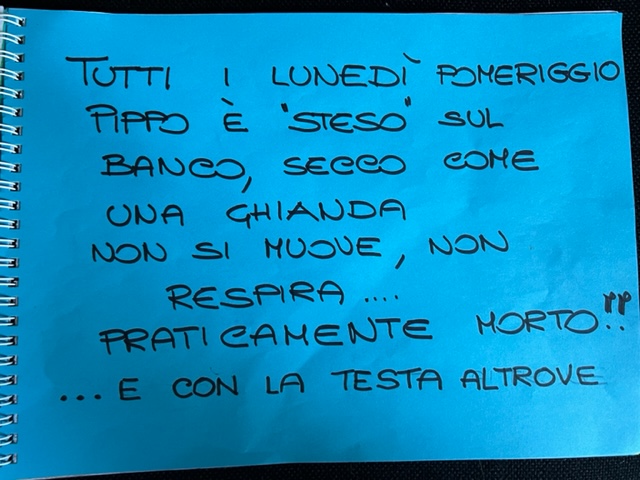 TUTTI I LUNEDÌ POMERIGGIO
PIPPO È "STESO" SUL
BANCO, SECCO COME
UNA GHIANDA
NON SI MUOVE, NON
RESPIRA ....
PRATICAMENTE MORTO!!
... E CON LA TESTA ALTROVE